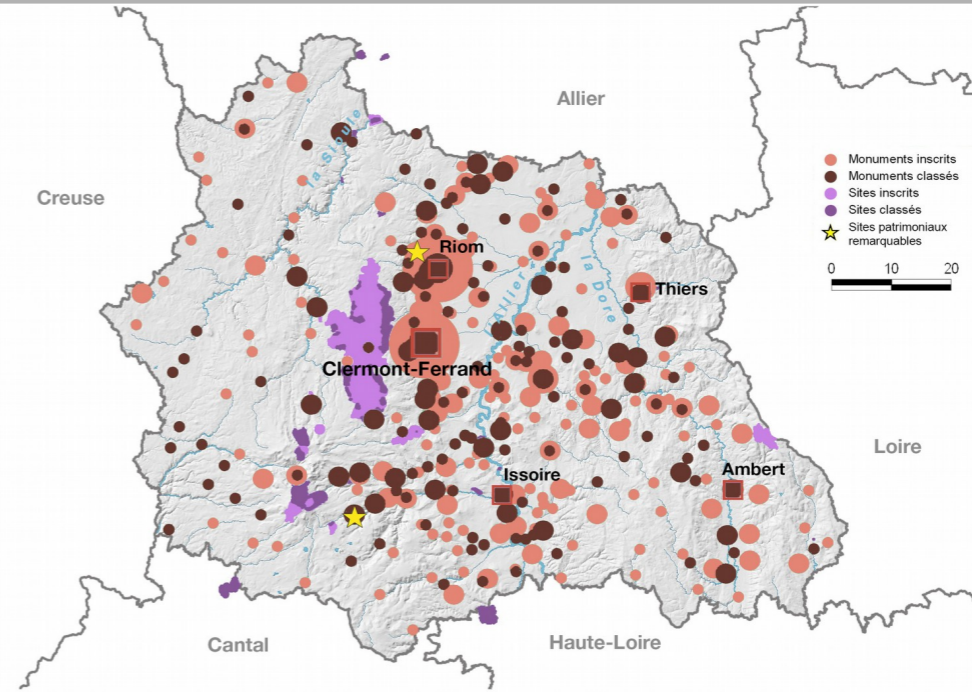 Allier
Creuse
la Sioule
Monuments inscrits
Monuments classés
Sites inscrits
Sites classés
Sites patrimoniaux
remarquables
0 10 20
Riom
l'Allier
la Dore
Thiers
Clermont-Ferrand
Loire
Issoire
Ambert
Cantal
Haute-Loire